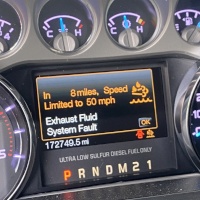 In 8 miles, Speed
Limited to 50 mph
Exhaust Fluid
System Fault
OK
172749.5 mi
ULTRA LOW SULFUR DIESEL FUEL ONLY
P R N D M 2 1